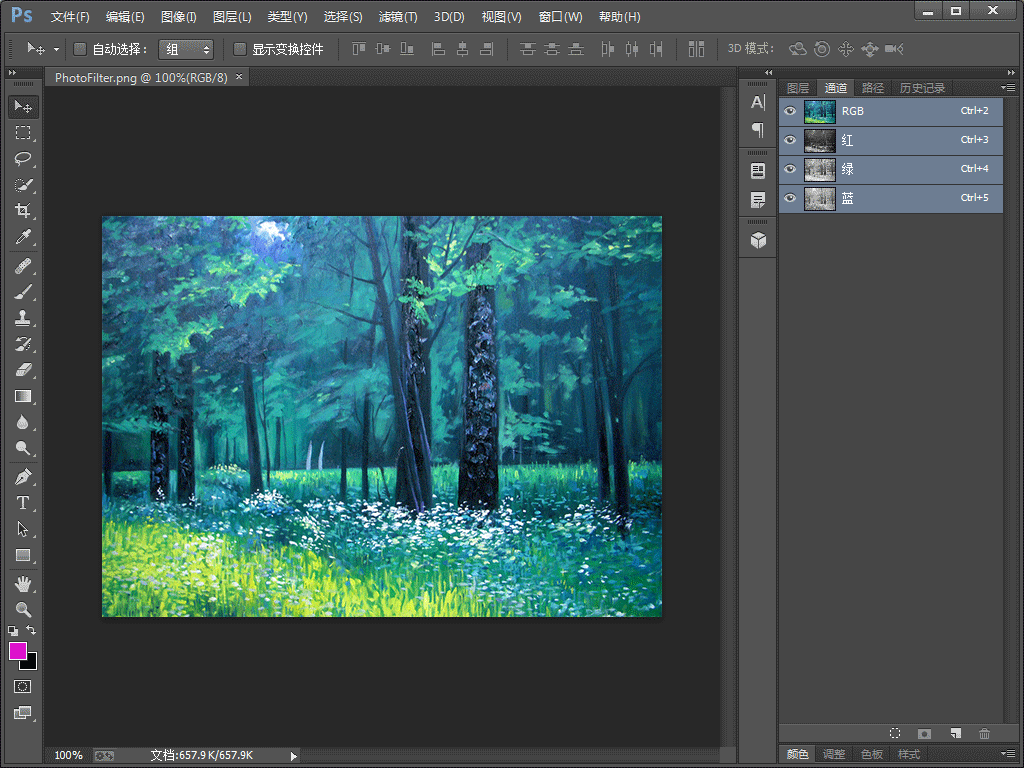 Ps 文件(F) 编辑(E) 图像(I) 图层(L) 类型(Y) 选择(S) 滤镜(T) 3D(D) 视图(V) 窗口(W) 帮助(H)
自动选择： 组 显示变换控件 3D 模式：
PhotoFilter.png @ 100%(RGB/8) ×
图层 通道 路径 历史记录
RGB Ctrl+2
红 Ctrl+3
绿 Ctrl+4
蓝 Ctrl+5
100% 文档:657.9K/657.9K
颜色 调整 色板 样式